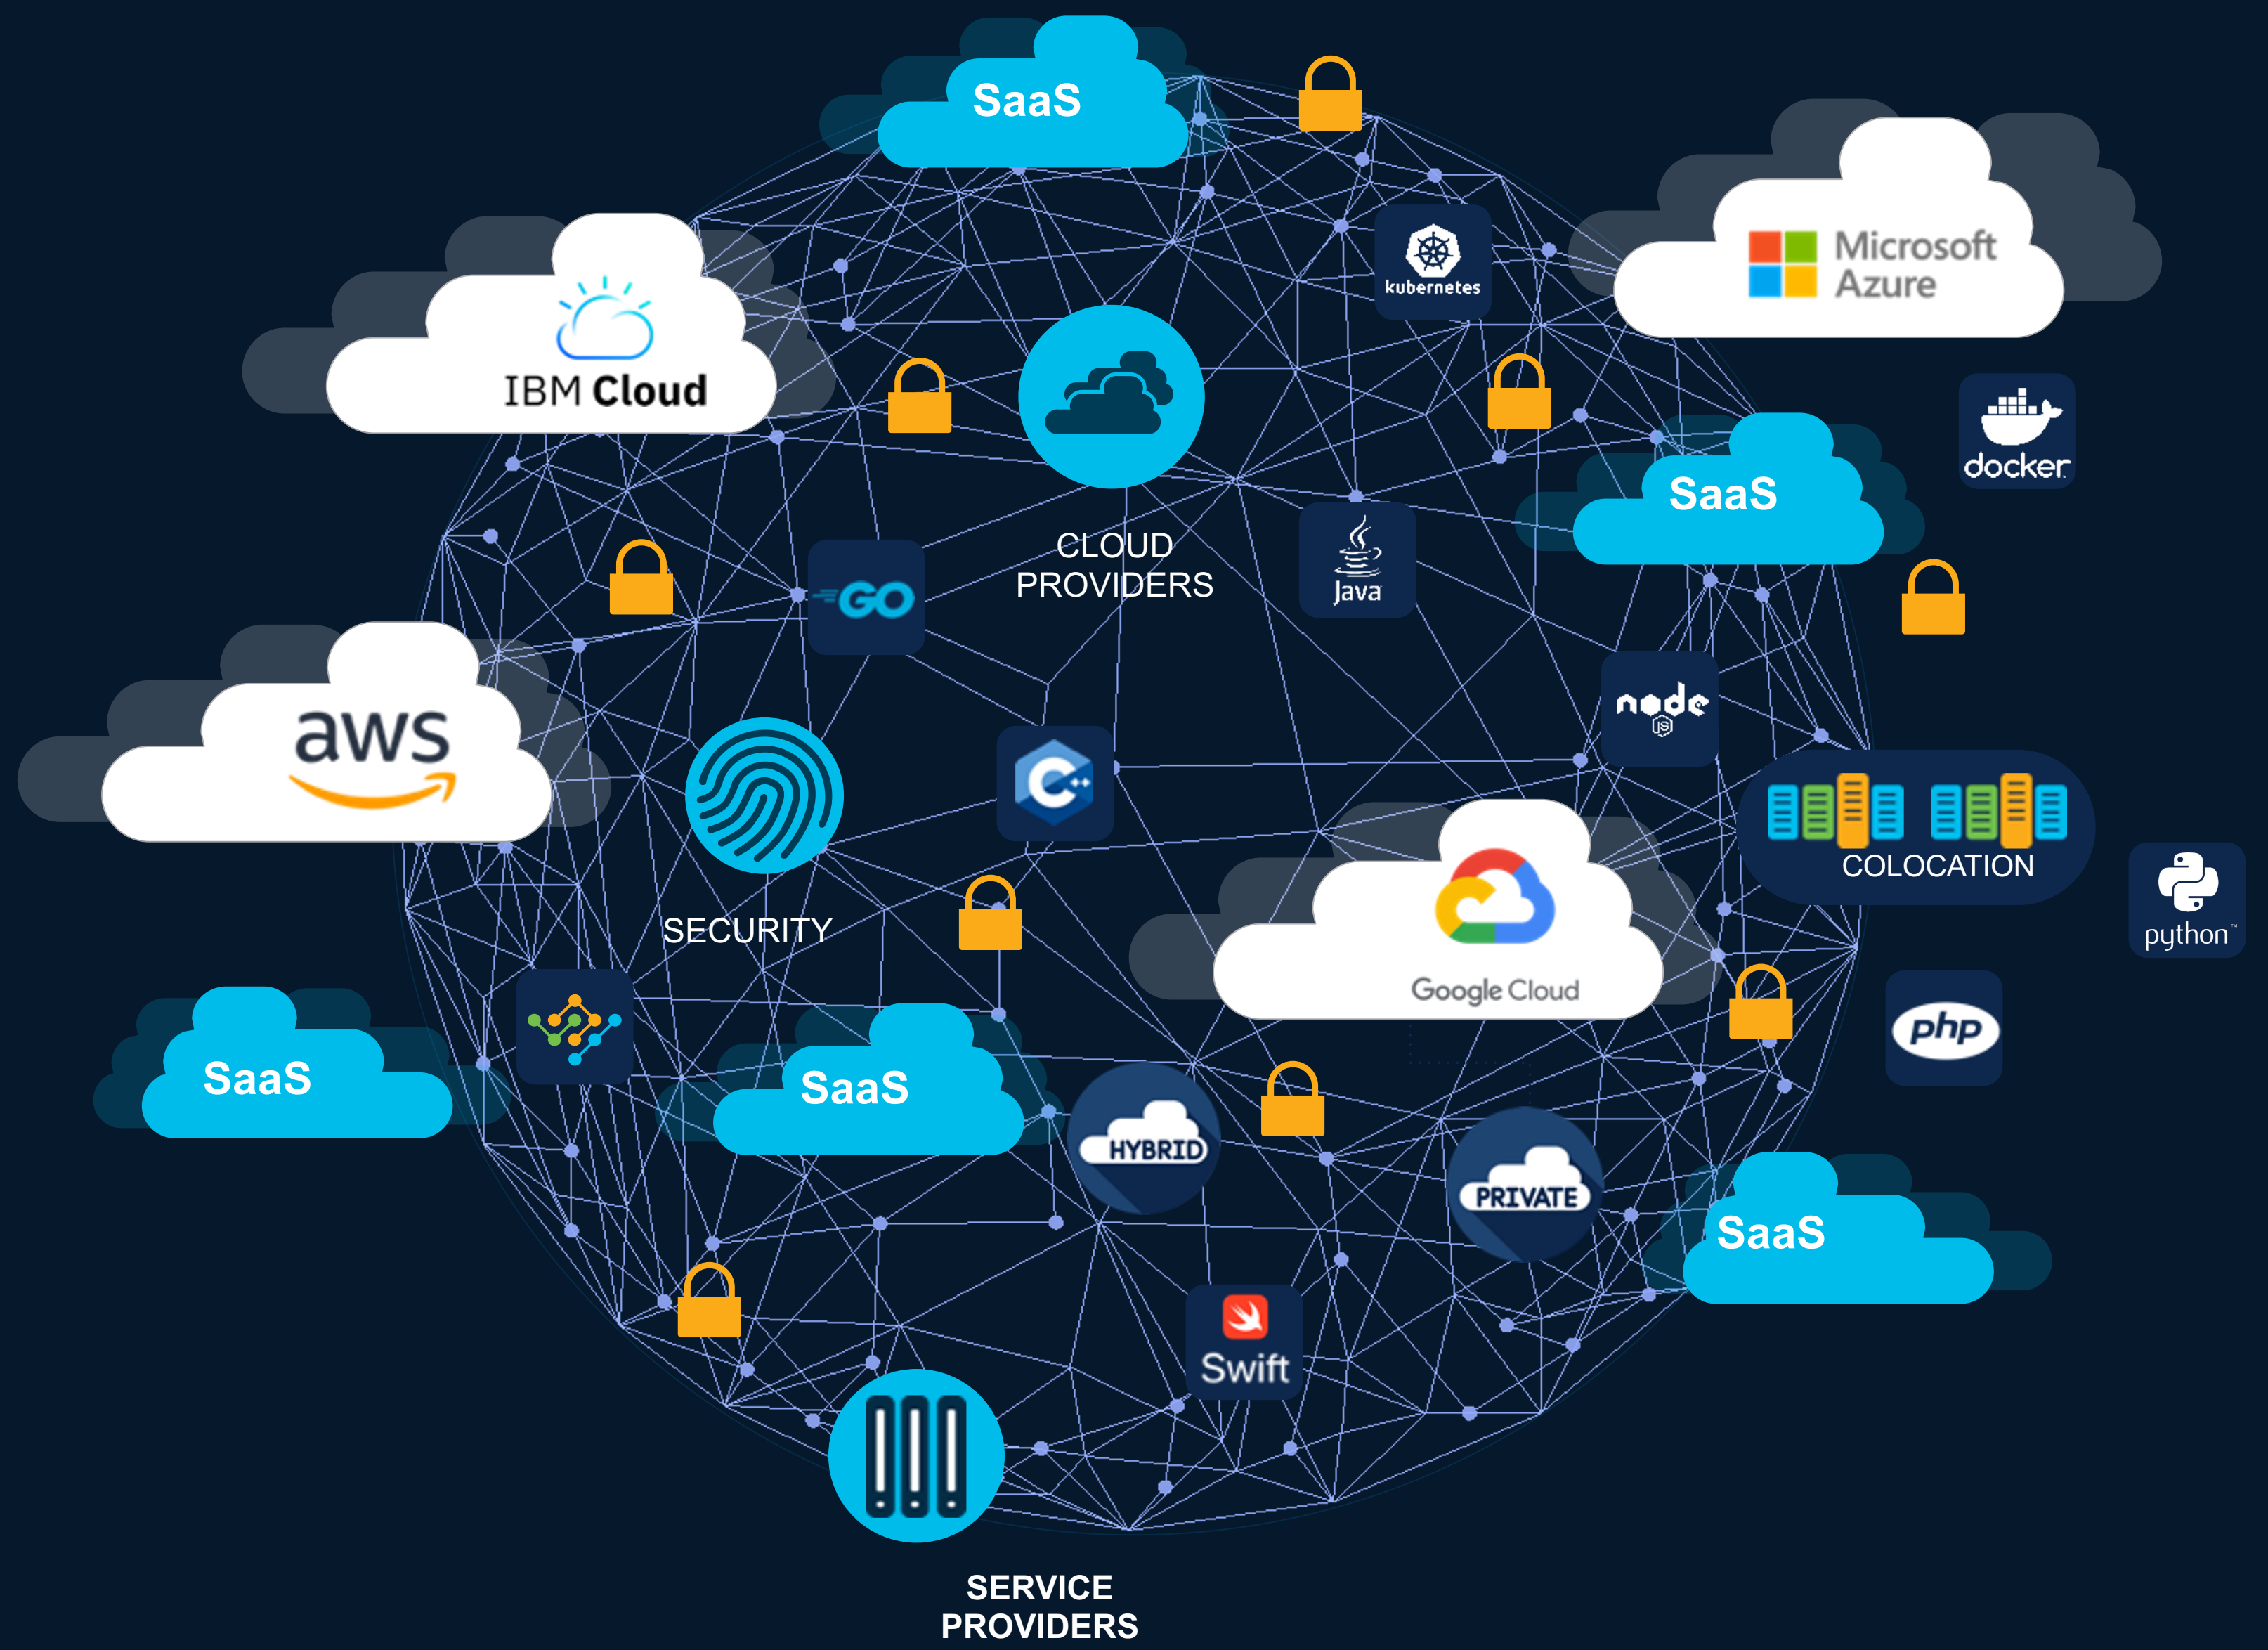 SaaS
Microsoft
Azure
kubernetes
IBM Cloud
docker
SaaS
CLOUD
PROVIDERS
Java
GO
node
JS
aws
C++
COLOCATION
python™
SECURITY
Google Cloud
php
SaaS
SaaS
HYBRID
PRIVATE
SaaS
Swift
SERVICE
PROVIDERS